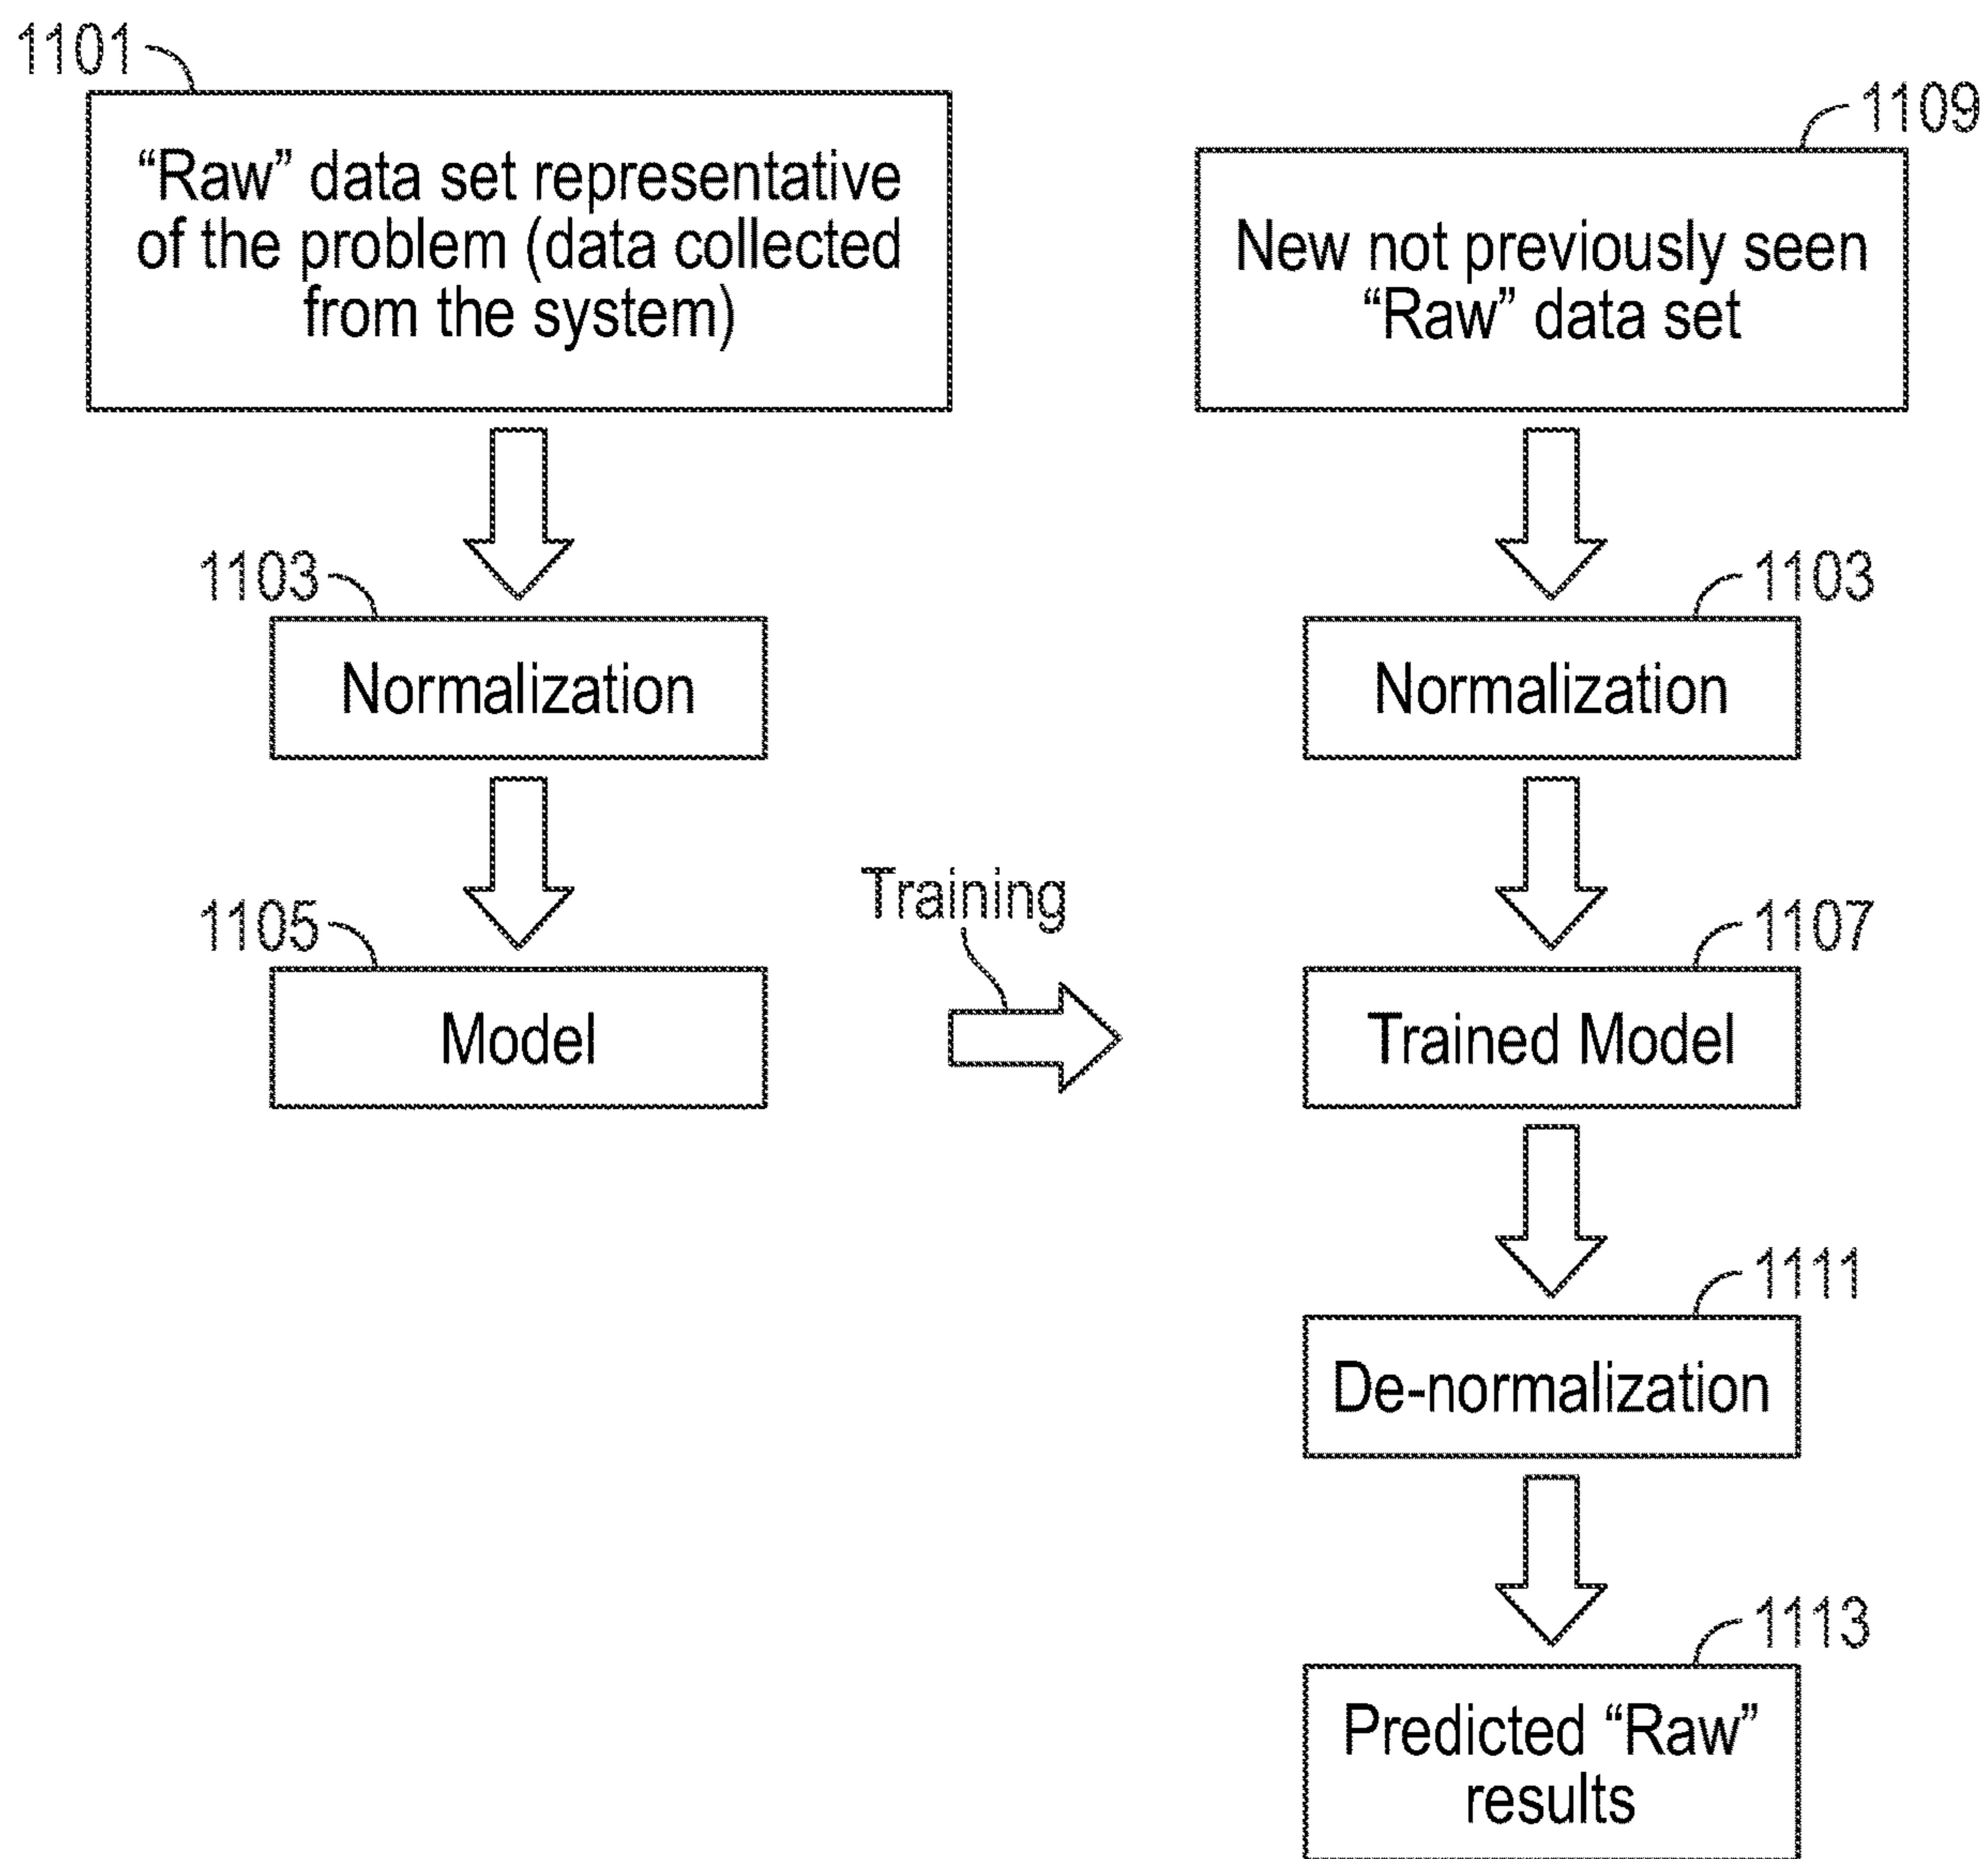 1101
“Raw” data set representative
of the problem (data collected
from the system)
1103
Normalization
1105
Model
Training
1109
New not previously seen
“Raw” data set
1103
Normalization
1107
Trained Model
1111
De-normalization
1113
Predicted “Raw”
results